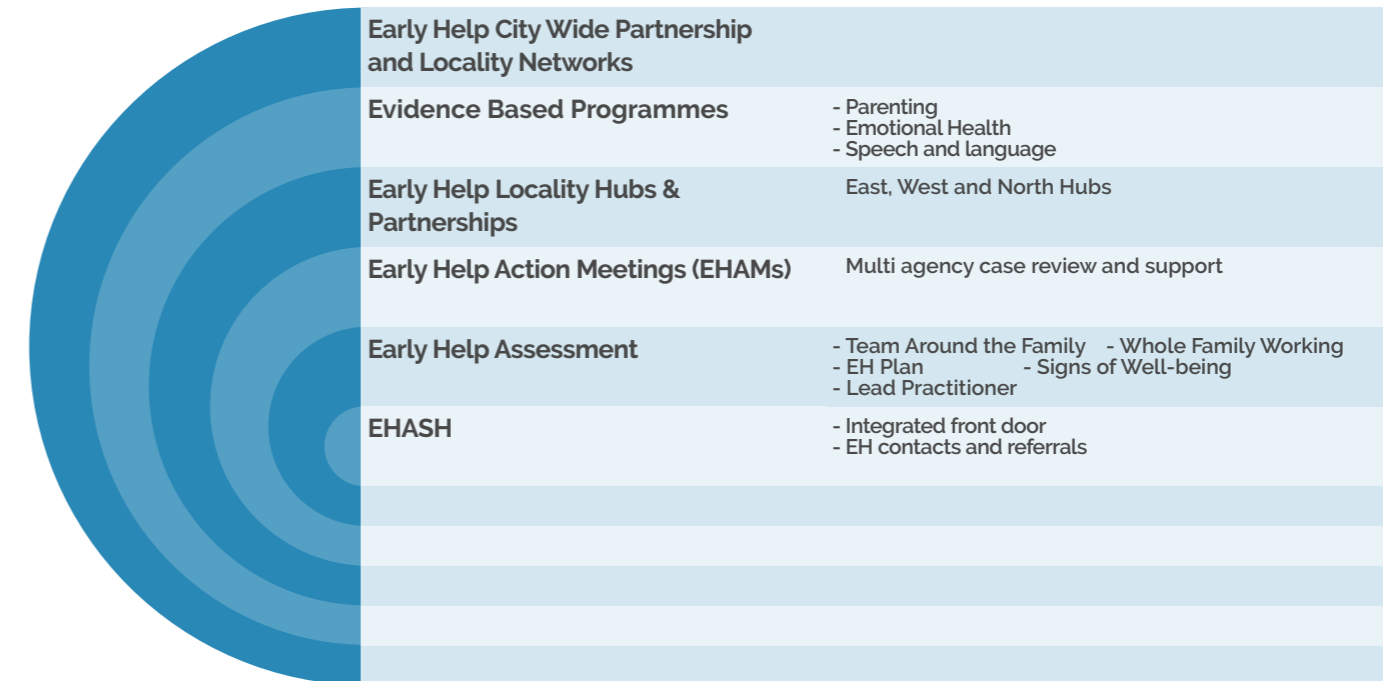 Early Help City Wide Partnership
and Locality Networks
Evidence Based Programmes
- Parenting
- Emotional Health
- Speech and language
Early Help Locality Hubs &
Partnerships
East, West and North Hubs
Early Help Action Meetings (EHAMs)
Multi agency case review and support
Early Help Assessment
- Team Around the Family - Whole Family Working
- EH Plan - Signs of Well-being
- Lead Practitioner
EHASH
- Integrated front door
- EH contacts and referrals